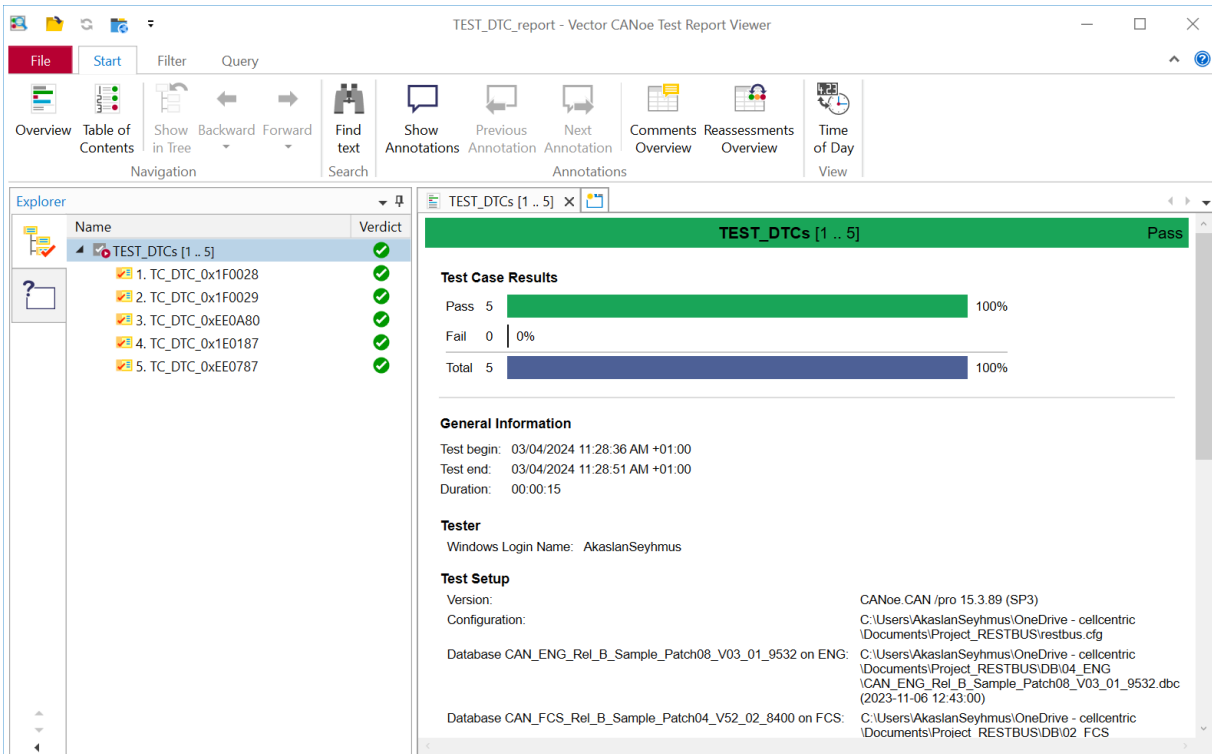 TEST_DTC_report - Vector CANoe Test Report Viewer
File Start Filter Query
Overview
Table of Contents
Show in Tree
Backward
Forward
Find text
Show Annotations
Previous Annotation
Next Annotation
Comments Overview
Reassessments Overview
4:23
Time of Day
Navigation
Search
Annotations
View
Explorer
Name Verdict
TEST_DTCs [1 .. 5]
1. TC_DTC_0x1F0028
2. TC_DTC_0x1F0029
3. TC_DTC_0xEE0A80
4. TC_DTC_0x1E0187
5. TC_DTC_0xEE0787
TEST_DTCs [1 .. 5]
TEST_DTCs [1 .. 5] Pass
Test Case Results
Pass 5 100%
Fail 0 0%
Total 5 100%
General Information
Test begin: 03/04/2024 11:28:36 AM +01:00
Test end: 03/04/2024 11:28:51 AM +01:00
Duration: 00:00:15
Tester
Windows Login Name: AkaslanSeyhmus
Test Setup
Version: CANoe.CAN /pro 15.3.89 (SP3)
Configuration: C:\Users\AkaslanSeyhmus\OneDrive - cellcentric
\Documents\Project_RESTBUS\restbus.cfg
Database CAN_ENG_Rel_B_Sample_Patch08_V03_01_9532 on ENG: C:\Users\AkaslanSeyhmus\OneDrive - cellcentric
\Documents\Project_RESTBUS\DB\04_ENG
\CAN_ENG_Rel_B_Sample_Patch08_V03_01_9532.dbc
(2023-11-06 12:43:00)
Database CAN_FCS_Rel_B_Sample_Patch04_V52_02_8400 on FCS: C:\Users\AkaslanSeyhmus\OneDrive - cellcentric
\Documents\Project_RESTBUS\DB\02_FCS